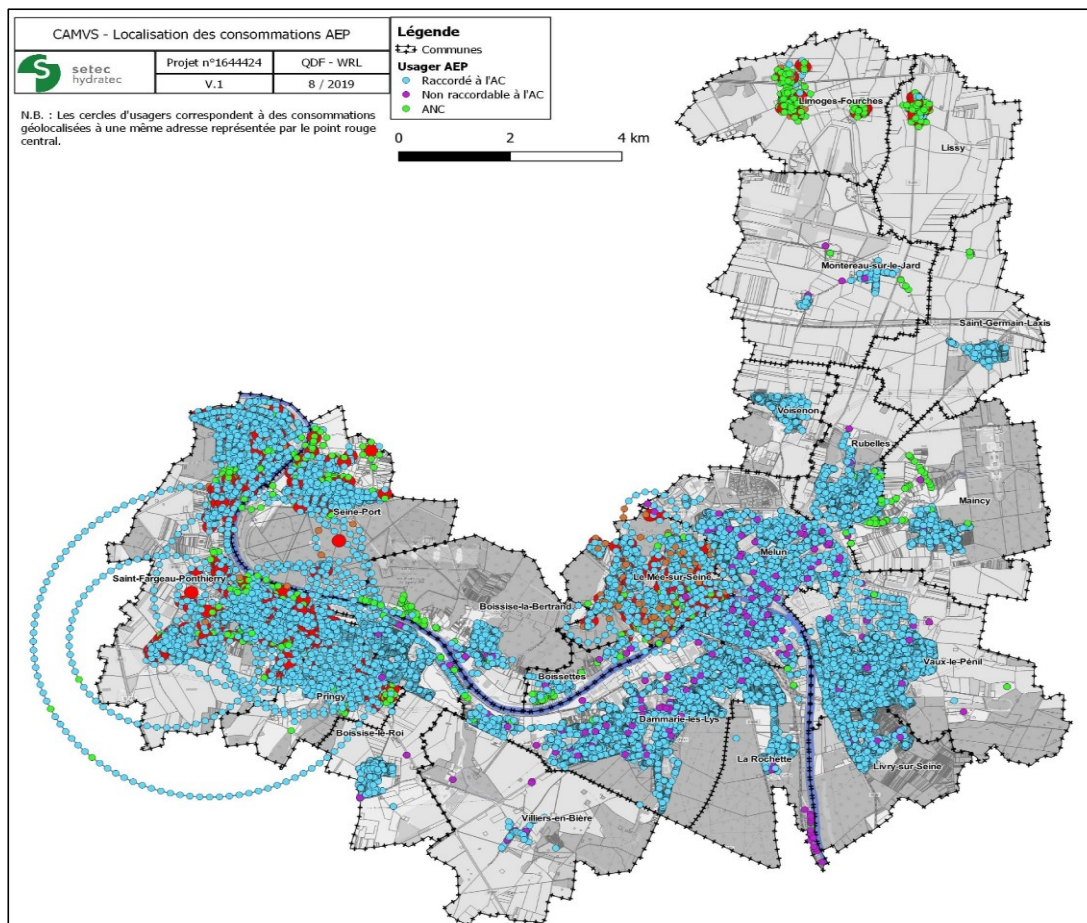 CAMVS - Localisation des consommations AEP
setec
hydratec
Projet n°1644424
QDF - WRL
V.1
8 / 2019
N.B. : Les cercles d'usagers correspondent à des consommations
géolocalisées à une même adresse représentée par le point rouge
central.
Légende
Communes
Usager AEP
Raccordé à l'AC
Non raccordable à l'AC
ANC
0 2 4 km
Limoges-Fourches
Lissy
Montereau-sur-le-Jard
Saint-Germain-Laxis
Voisenon
Rubelles
Maincy
Seine-Port
Melun
Saint-Fargeau-Ponthierry
Le Mée-sur-Seine
Boissise-la-Bertrand
Boissettes
Vaux-le-Pénil
Pringy
Dammarie-les-Lys
Boissise-le-Roi
La Rochette
Livry-sur-Seine
Villiers-en-Bière